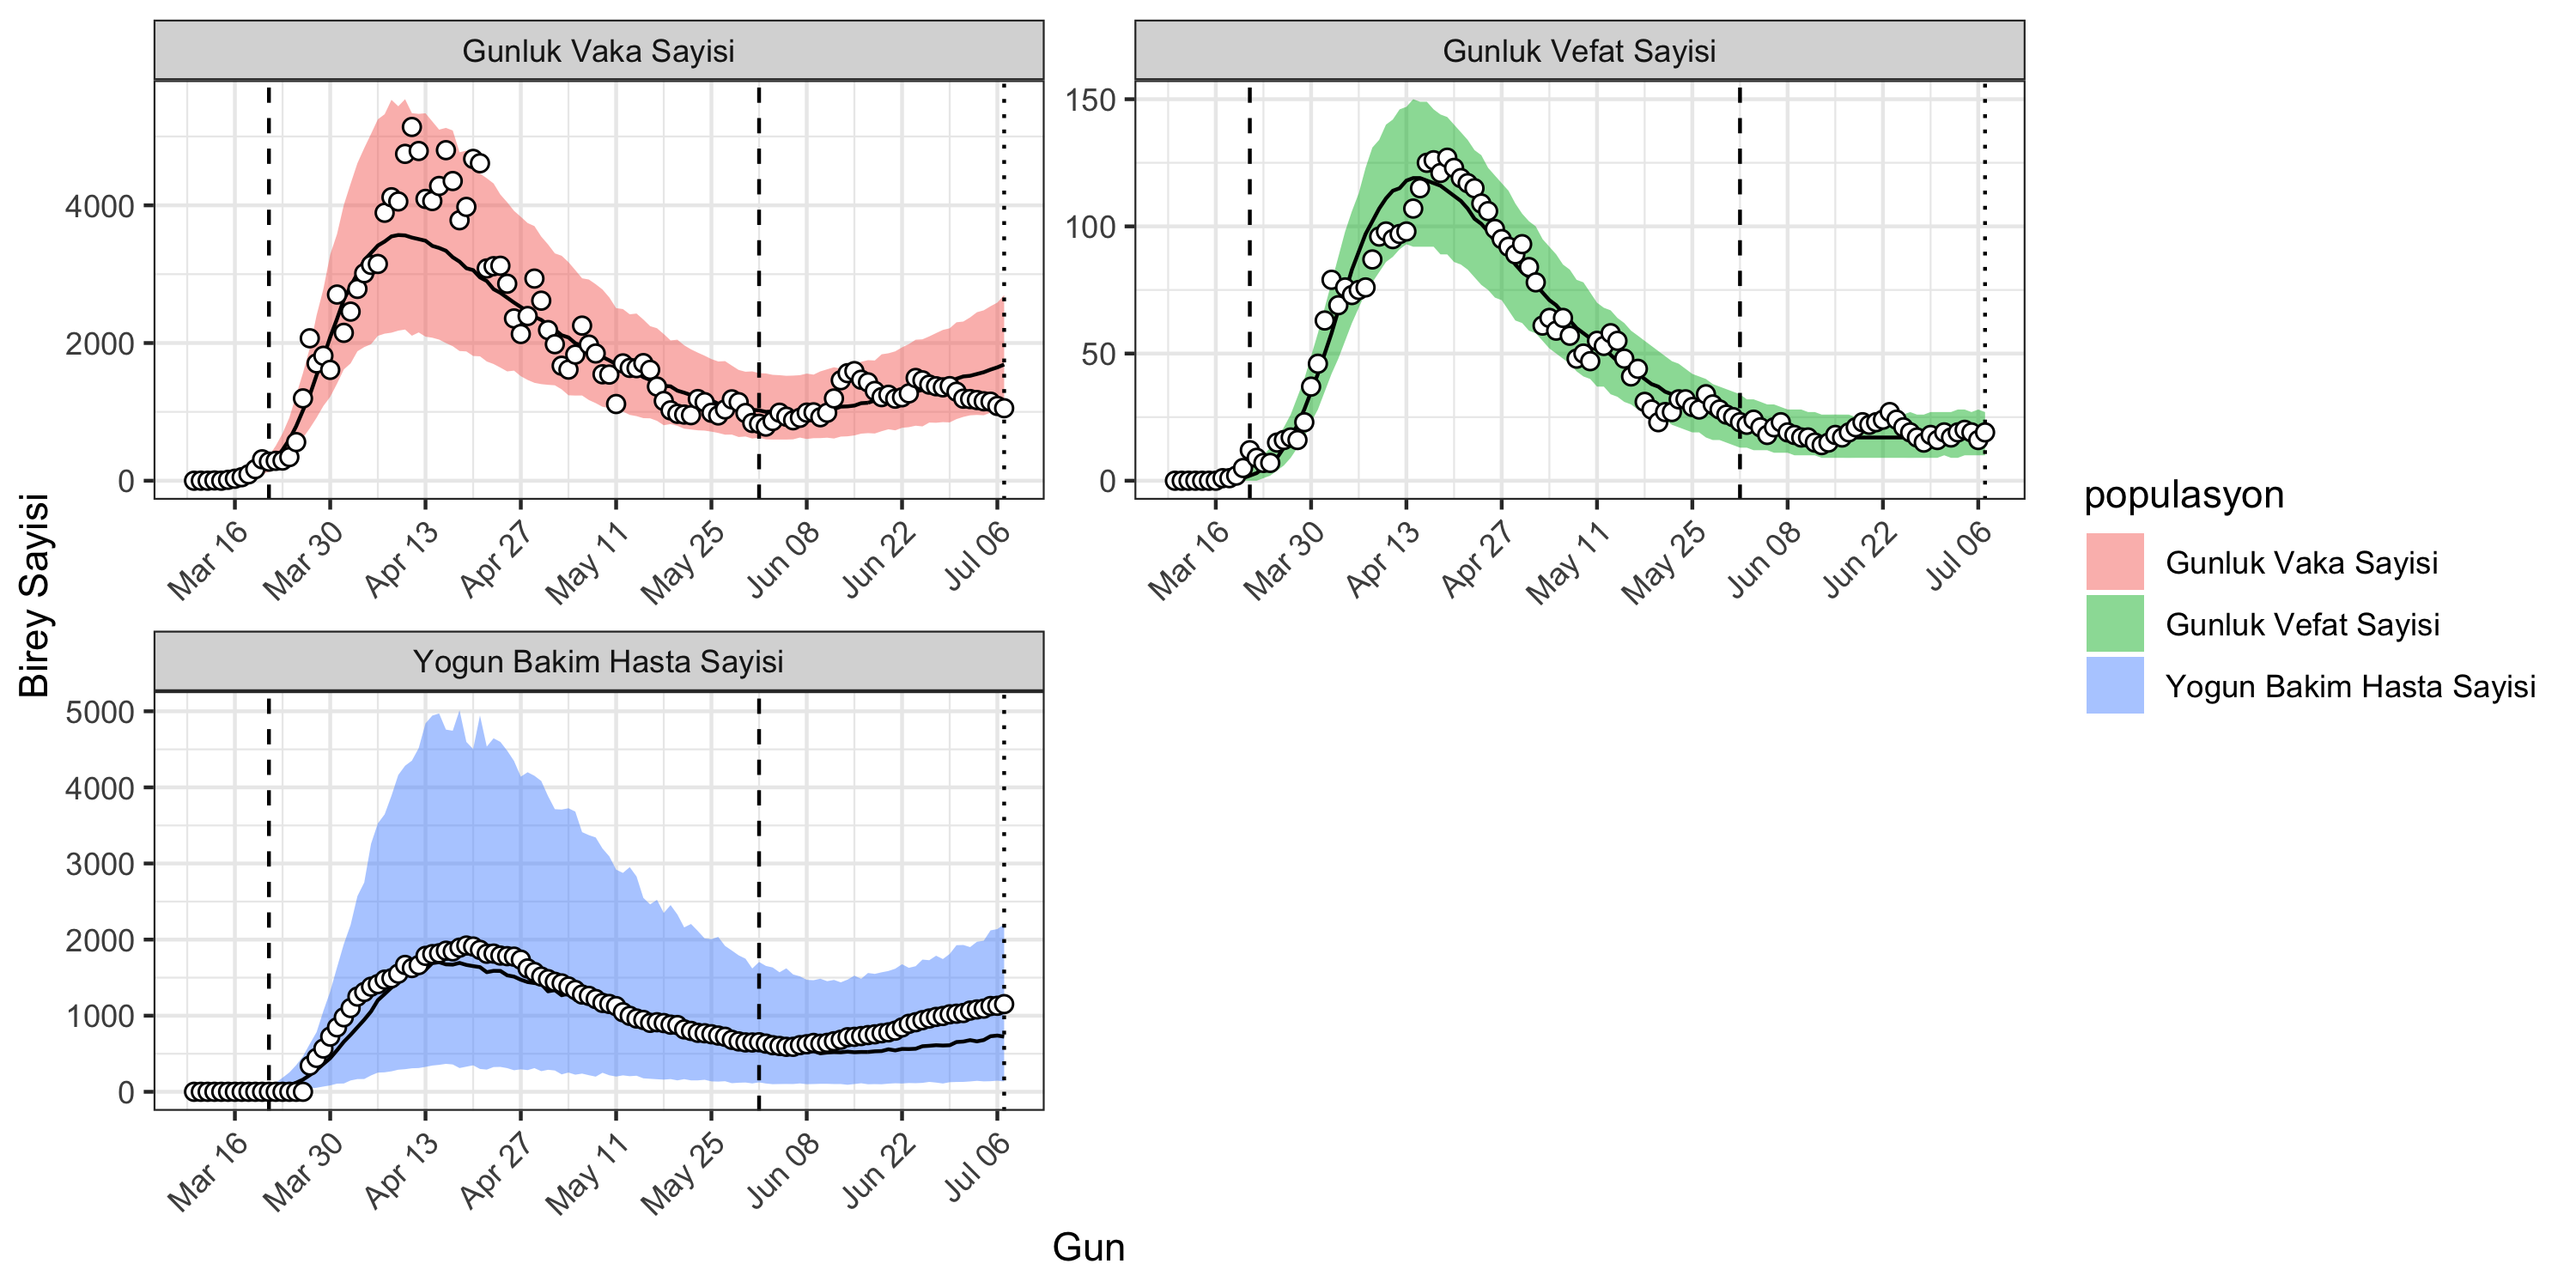 Gunluk Vaka Sayisi
Gunluk Vefat Sayisi
0
2000
4000
Mar 16
Mar 30
Apr 13
Apr 27
May 11
May 25
Jun 08
Jun 22
Jul 06
0
50
100
150
Mar 16
Mar 30
Apr 13
Apr 27
May 11
May 25
Jun 08
Jun 22
Jul 06
Birey Sayisi
Yogun Bakim Hasta Sayisi
0
1000
2000
3000
4000
5000
Mar 16
Mar 30
Apr 13
Apr 27
May 11
May 25
Jun 08
Jun 22
Jul 06
Gun
populasyon
Gunluk Vaka Sayisi
Gunluk Vefat Sayisi
Yogun Bakim Hasta Sayisi